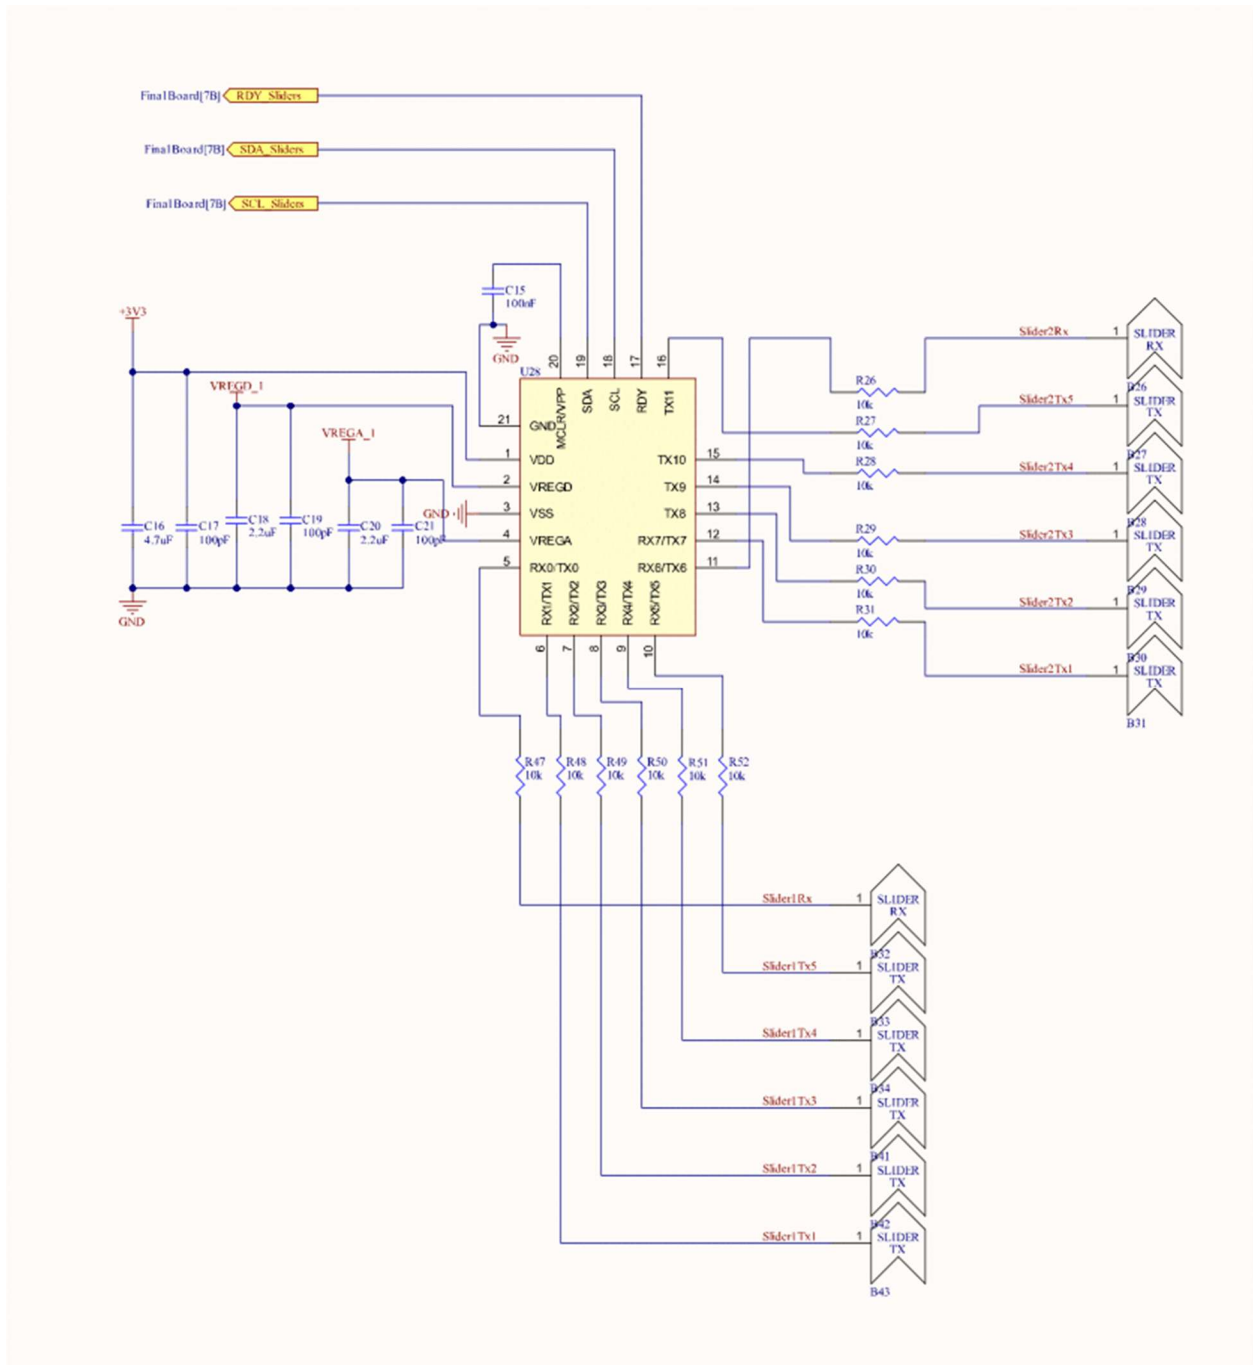 FinalBoard[7B] RDY_Sliders
FinalBoard[7B] SDA_Sliders
FinalBoard[7B] SCL_Sliders
C15
100nF
GND
+3V3
VREGD_1
VREGA_1
C16
4.7uF
C17
100pF
C18
2.2uF
C19
100pF
C20
2.2uF
C21
100pF
GND
GND
U28
20
19
18
17
16
MCLR/VPP
SDA
SCL
RDY
TX11
21 GND
1 VDD
2 VREGD
3 VSS
4 VREGA
5 RX0/TX0
TX10 15
TX9 14
TX8 13
RX7/TX7 12
RX6/TX6 11
RX1/TX1
RX2/TX2
RX3/TX3
RX4/TX4
RX5/TX5
6
7
8
9
10
R26
10k
R27
10k
R28
10k
R29
10k
R30
10k
R31
10k
Slider2Rx 1
SLIDER
RX
B26
Slider2Tx5 1
SLIDER
TX
B27
Slider2Tx4 1
SLIDER
TX
B28
Slider2Tx3 1
SLIDER
TX
B29
Slider2Tx2 1
SLIDER
TX
B30
Slider2Tx1 1
SLIDER
TX
B31
R47
10k
R48
10k
R49
10k
R50
10k
R51
10k
R52
10k
Slider1Rx 1
SLIDER
RX
B32
Slider1Tx5 1
SLIDER
TX
B33
Slider1Tx4 1
SLIDER
TX
B34
Slider1Tx3 1
SLIDER
TX
B41
Slider1Tx2 1
SLIDER
TX
B42
Slider1Tx1 1
SLIDER
TX
B43